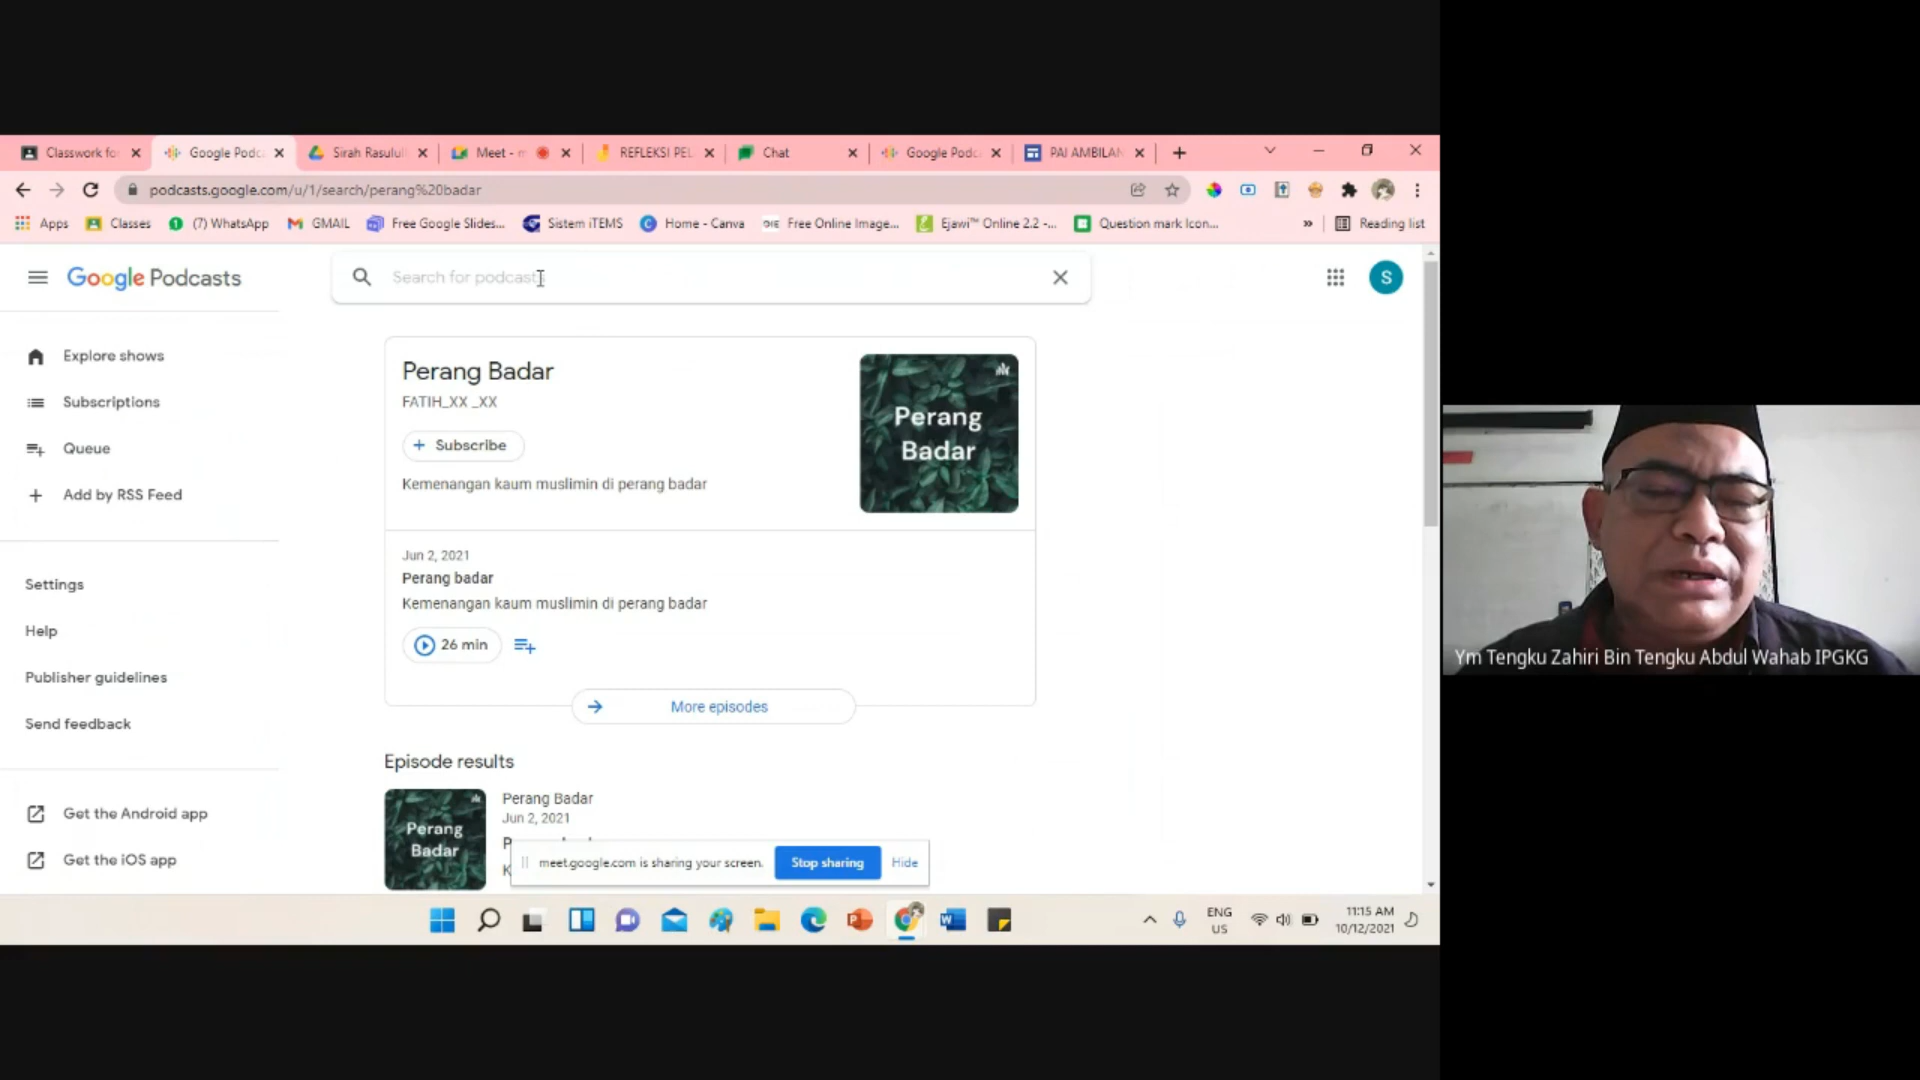 Classwork for
Google Podc
Sirah Rasulul
Meet - m
REFLEKSI PEL
Chat
Google Podc
PAI AMBILAN
podcasts.google.com/u/1/search/perang%20badar
Apps
Classes
(7) WhatsApp
GMAIL
Free Google Slides...
Sistem iTEMS
Home - Canva
OIE
Free Online Image...
Ejawi™ Online 2.2 -...
Question mark Icon...
»
Reading list
Google Podcasts
Search for podcasts
S
Explore shows
Subscriptions
Queue
Add by RSS Feed
Settings
Help
Publisher guidelines
Send feedback
Get the Android app
Get the iOS app
Perang Badar
FATIH_XX _XX
+ Subscribe
Kemenangan kaum muslimin di perang badar
Perang
Badar
Jun 2, 2021
Perang badar
Kemenangan kaum muslimin di perang badar
26 min
More episodes
Episode results
Perang
Badar
Perang Badar
Jun 2, 2021
meet.google.com is sharing your screen.
Stop sharing
Hide
ENG
US
11:15 AM
10/12/2021
Ym Tengku Zahiri Bin Tengku Abdul Wahab IPGKG